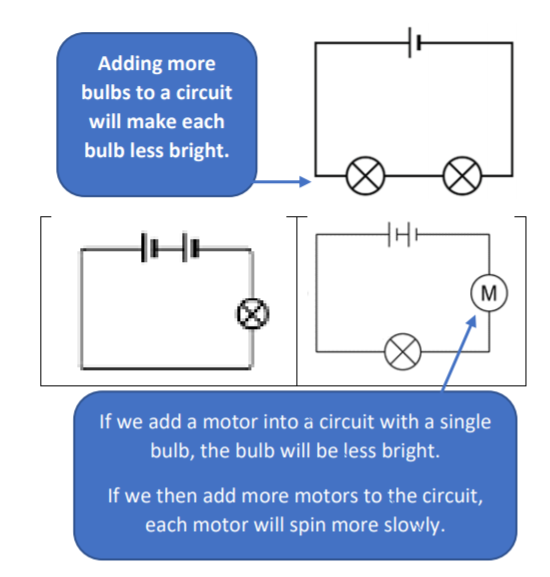 Adding more
bulbs to a circuit
will make each
bulb less bright.
M
If we add a motor into a circuit with a single
bulb, the bulb will be less bright.
If we then add more motors to the circuit,
each motor will spin more slowly.